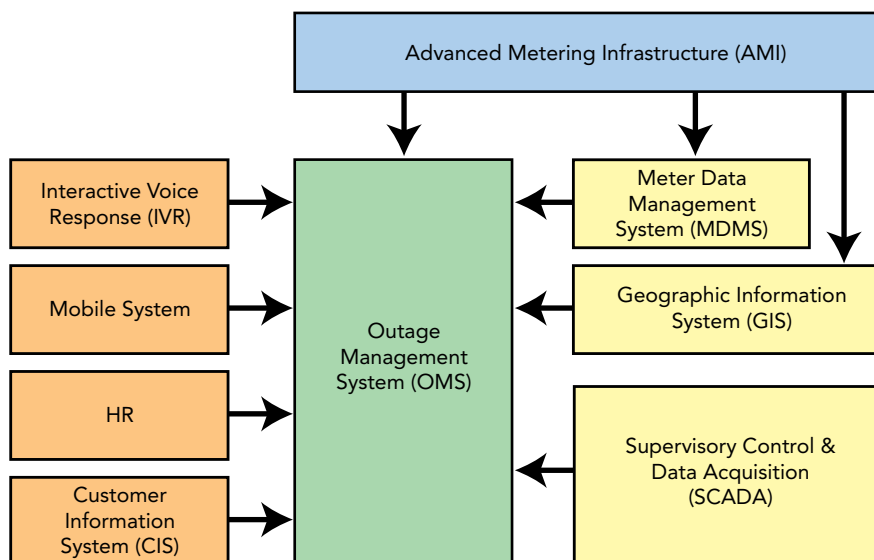 Advanced Metering Infrastructure (AMI)
Interactive Voice
Response (IVR)
Mobile System
HR
Customer
Information
System (CIS)
Outage
Management
System (OMS)
Meter Data
Management
System (MDMS)
Geographic Information
System (GIS)
Supervisory Control &
Data Acquisition
(SCADA)